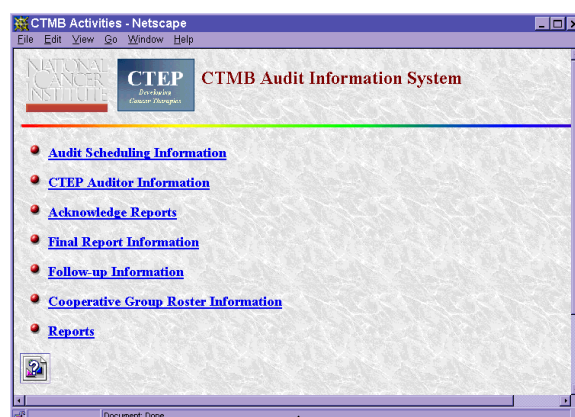 CTMB Activities - Netscape
File Edit View Go Window Help
NATIONAL
CANCER
INSTITUTE
CTEP
Developing
Cancer Therapies
CTMB Audit Information System
Audit Scheduling Information
CTEP Auditor Information
Acknowledge Reports
Final Report Information
Follow-up Information
Cooperative Group Roster Information
Reports
Document: Done